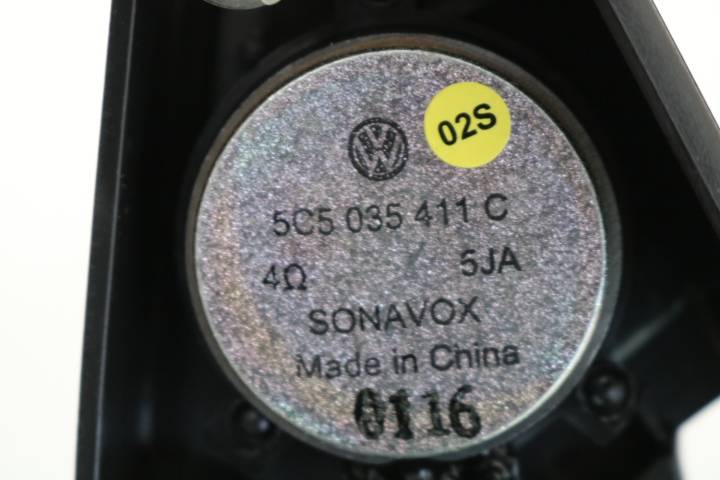 02S
5C5 035 411 C
4Ω 5JA
SONAVOX
Made in China
0116